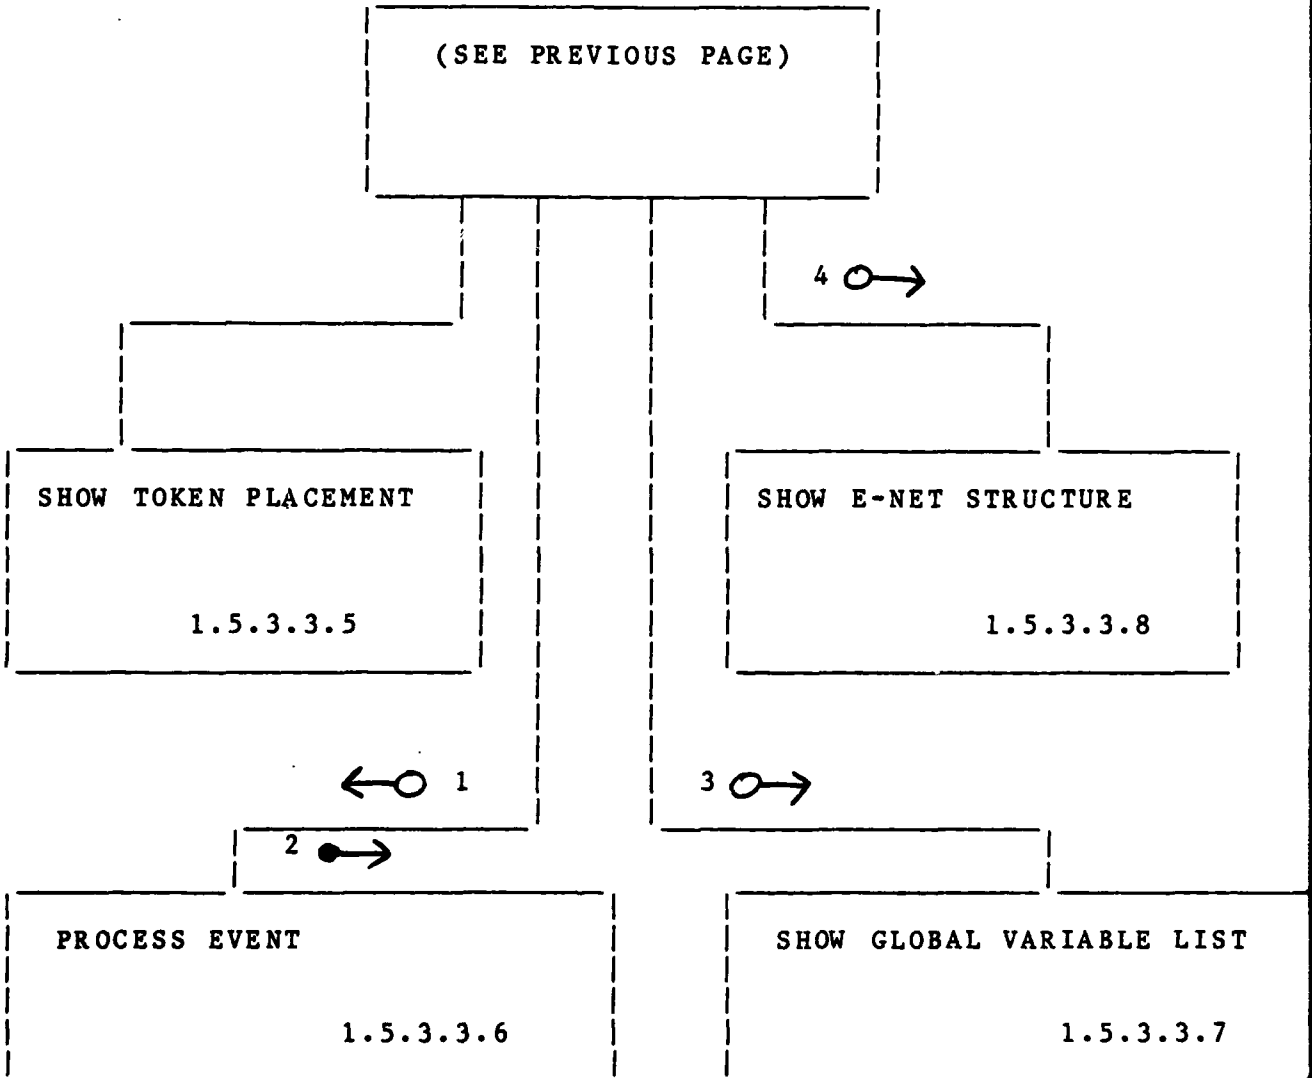 (SEE PREVIOUS PAGE)
4
SHOW TOKEN PLACEMENT
1.5.3.3.5
SHOW E-NET STRUCTURE
1.5.3.3.8
1
3
2
PROCESS EVENT
1.5.3.3.6
SHOW GLOBAL VARIABLE LIST
1.5.3.3.7